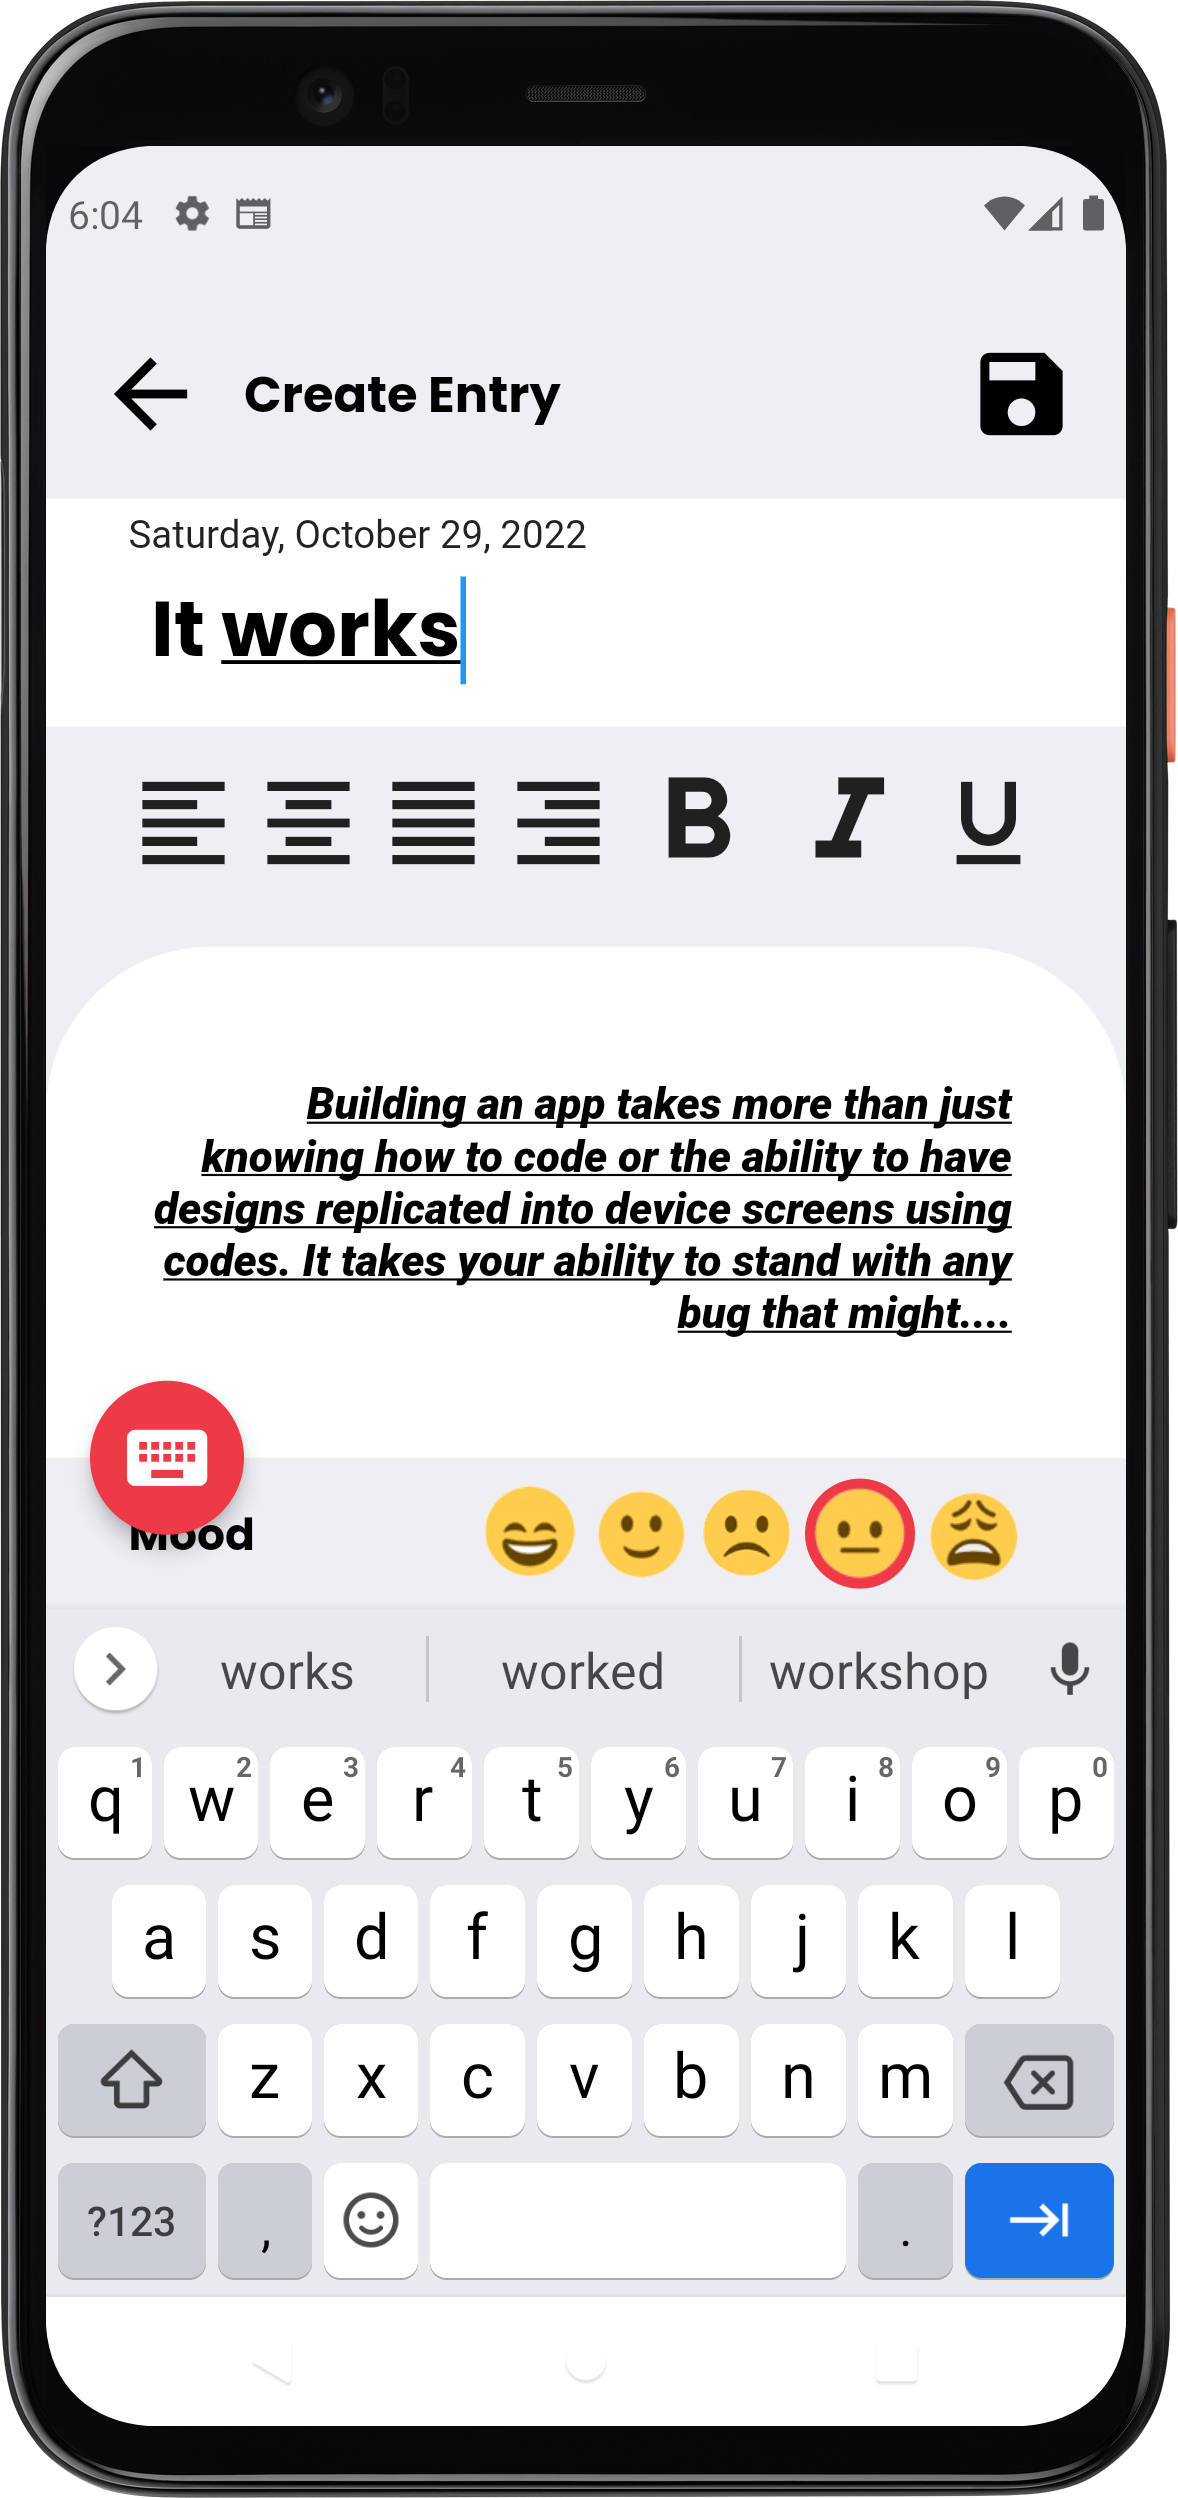 6:04
Create Entry
Saturday, October 29, 2022
It works
B I U
Building an app takes more than just
knowing how to code or the ability to have
designs replicated into device screens using
codes. It takes your ability to stand with any
bug that might....
Mood
works worked workshop
q 1 w 2 e 3 r 4 t 5 y 6 u 7 i 8 o 9 p 0
a s d f g h j k l
z x c v b n m
?123 , .